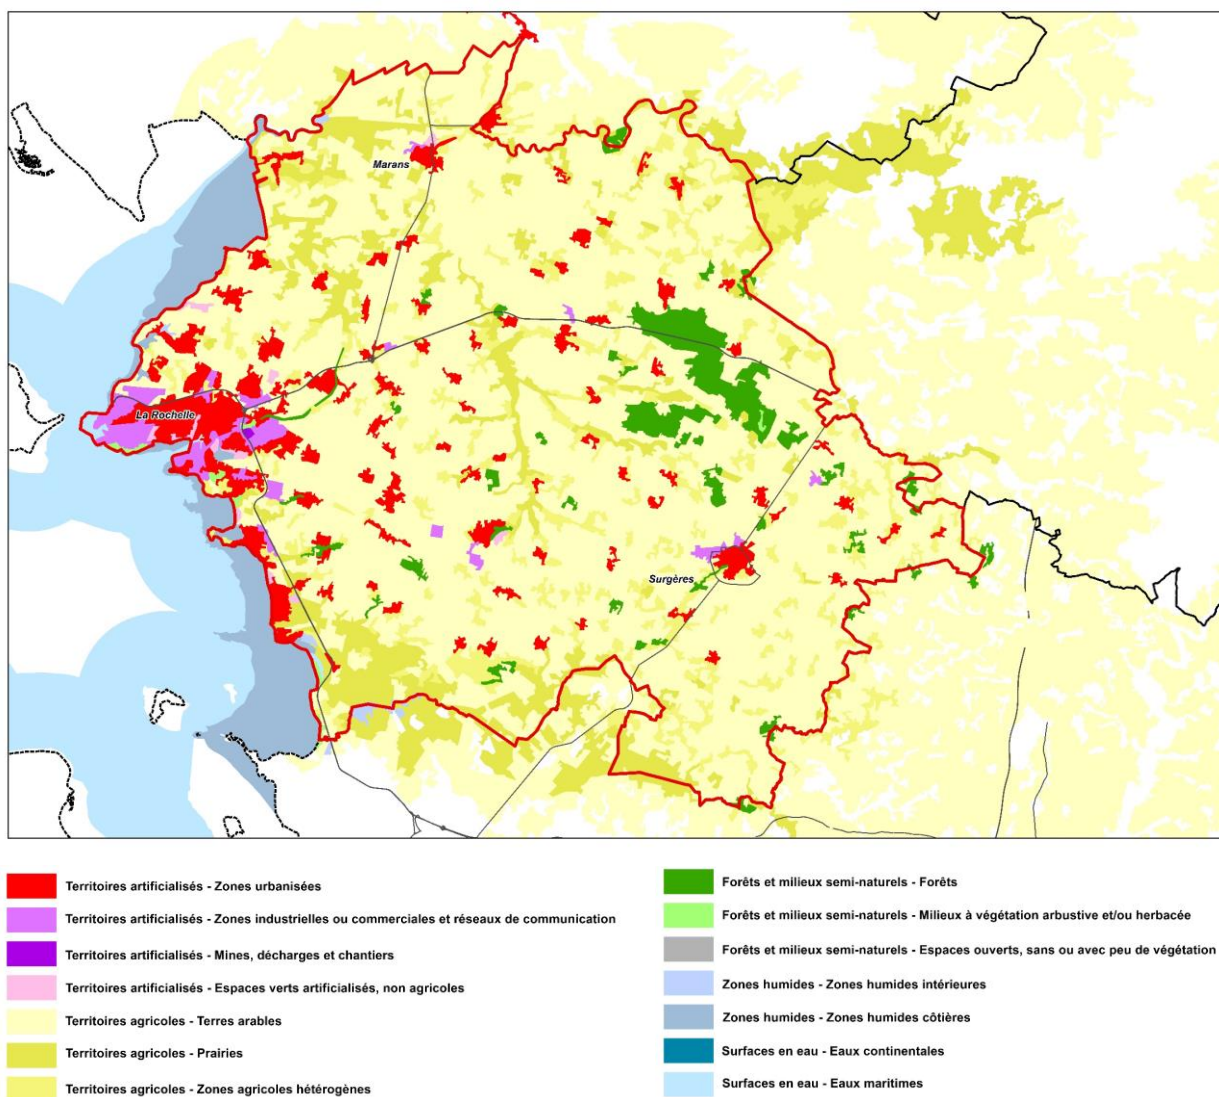 Marans
La Rochelle
Surgères
Territoires artificialisés - Zones urbanisées
Territoires artificialisés - Zones industrielles ou commerciales et réseaux de communication
Territoires artificialisés - Mines, décharges et chantiers
Territoires artificialisés - Espaces verts artificialisés, non agricoles
Territoires agricoles - Terres arables
Territoires agricoles - Prairies
Territoires agricoles - Zones agricoles hétérogènes
Forêts et milieux semi-naturels - Forêts
Forêts et milieux semi-naturels - Milieux à végétation arbustive et/ou herbacée
Forêts et milieux semi-naturels - Espaces ouverts, sans ou avec peu de végétation
Zones humides - Zones humides intérieures
Zones humides - Zones humides côtières
Surfaces en eau - Eaux continentales
Surfaces en eau - Eaux maritimes